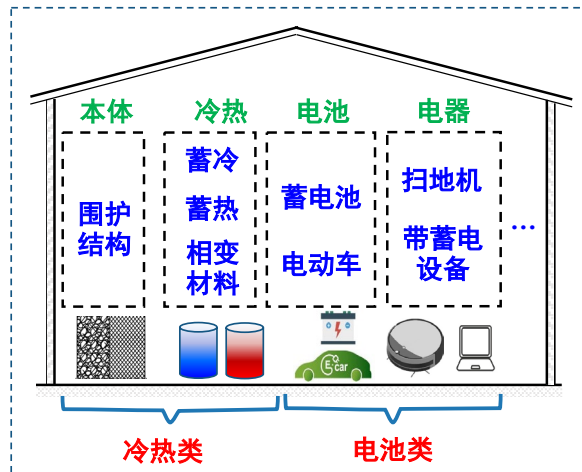 本体
冷热
电池
电器
围护
结构
蓄冷
蓄热
相变
材料
蓄电池
电动车
扫地机
带蓄电
设备
...
E
car
冷热类
电池类